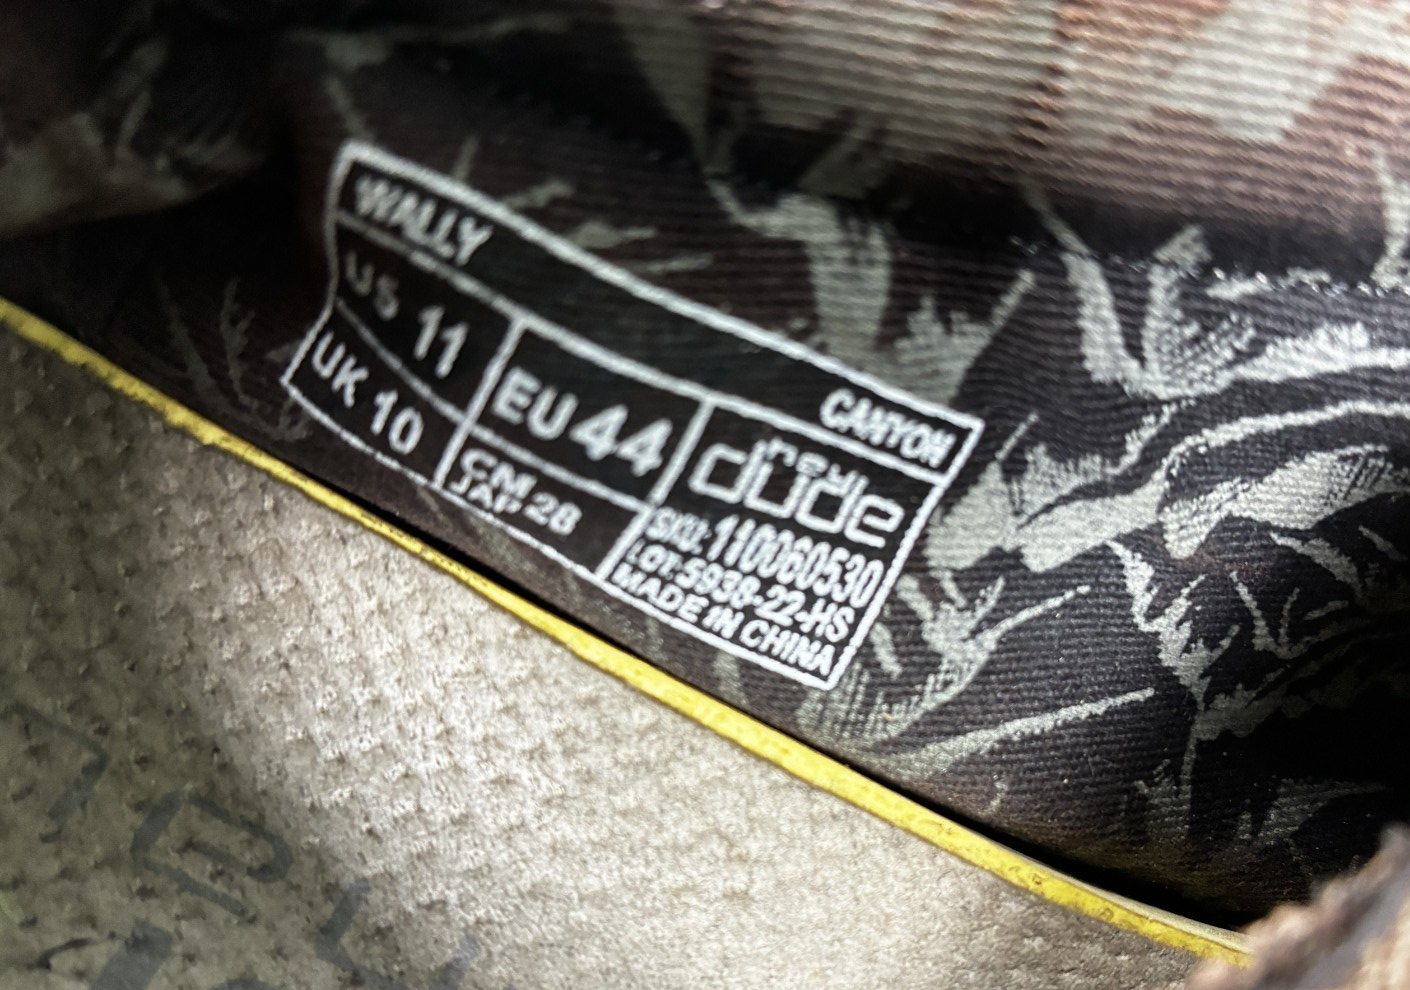 WALLY
CANYON
US 11
UK 10
EU 44
CM
JAP 28
hey
dude
SKU: 110060530
LOT:S938-22-HS
MADE IN CHINA